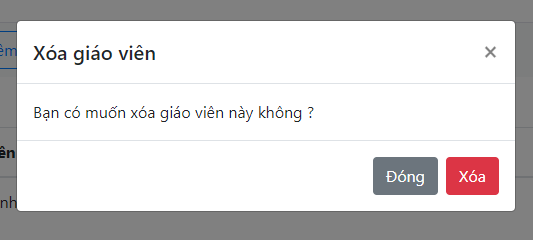 Xóa giáo viên
×
Bạn có muốn xóa giáo viên này không ?
Đóng
Xóa